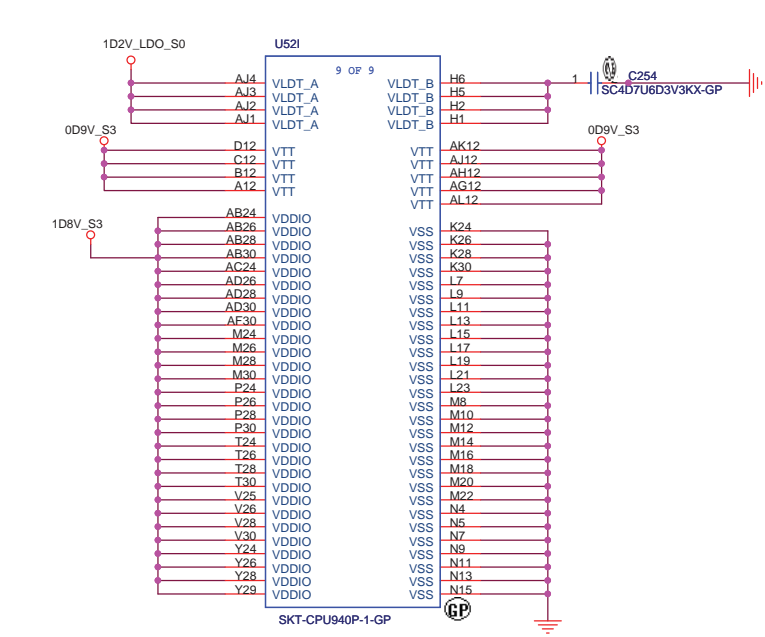 1D2V_LDO_S0
U52I
9 OF 9
AJ4 VLDT_A VLDT_B H6
AJ3 VLDT_A VLDT_B H5
AJ2 VLDT_A VLDT_B H2
AJ1 VLDT_A VLDT_B H1
1 C254
SC4D7U6D3V3KX-GP
0D9V_S3
0D9V_S3
D12 VTT VTT AK12
C12 VTT VTT AJ12
B12 VTT VTT AH12
A12 VTT VTT AG12
VTT AL12
1D8V_S3
AB24 VDDIO
AB26 VDDIO VSS K24
AB28 VDDIO VSS K26
AB30 VDDIO VSS K28
AC24 VDDIO VSS K30
AD26 VDDIO VSS L7
AD28 VDDIO VSS L9
AD30 VDDIO VSS L11
AF30 VDDIO VSS L13
M24 VDDIO VSS L15
M26 VDDIO VSS L17
M28 VDDIO VSS L19
M30 VDDIO VSS L21
P24 VDDIO VSS L23
P26 VDDIO VSS M8
P28 VDDIO VSS M10
P30 VDDIO VSS M12
T24 VDDIO VSS M14
T26 VDDIO VSS M16
T28 VDDIO VSS M18
T30 VDDIO VSS M20
V25 VDDIO VSS M22
V26 VDDIO VSS N4
V28 VDDIO VSS N5
V30 VDDIO VSS N7
Y24 VDDIO VSS N9
Y26 VDDIO VSS N11
Y28 VDDIO VSS N13
Y29 VDDIO VSS N15
GP
SKT-CPU940P-1-GP